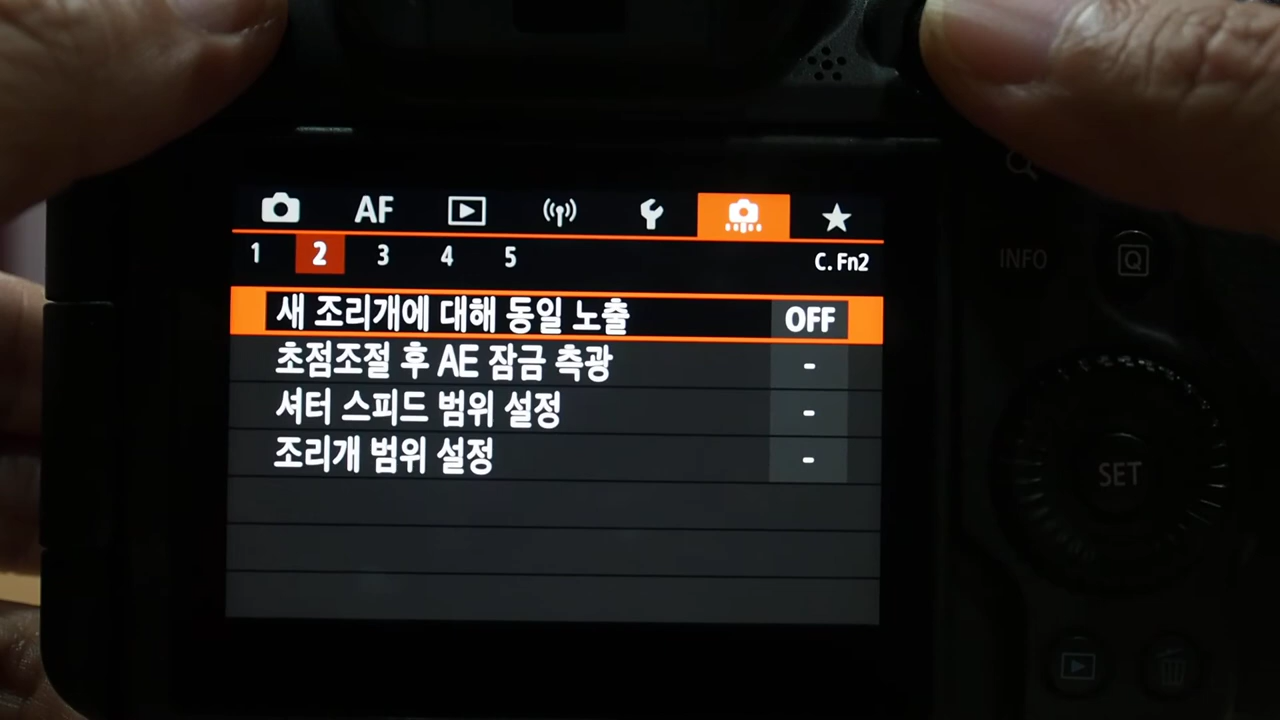 AF
1 2 3 4 5 C.Fn2
새 조리개에 대해 동일 노출 OFF
초점조절 후 AE 잠금 측광 -
셔터 스피드 범위 설정 -
조리개 범위 설정 -
INFO Q
SET